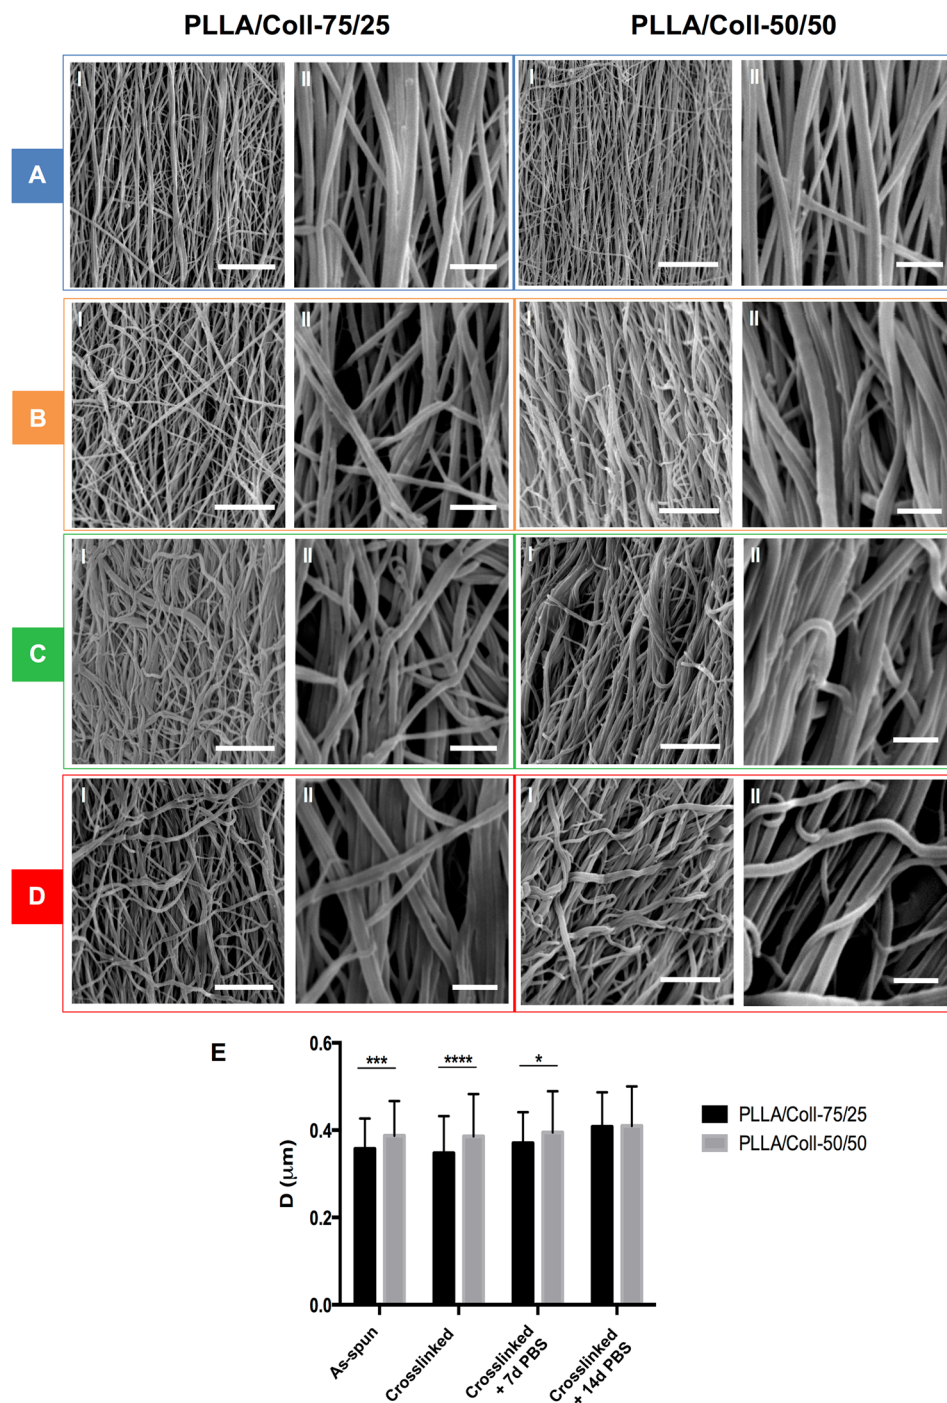 PLLA/Coll-75/25 PLLA/Coll-50/50
A
I II I II
B
I II I II
C
I II I II
D
I II I II
E
0.6
0.4
0.2
0.0
D (μm)
*** **** *
PLLA/Coll-75/25
PLLA/Coll-50/50
As-spun
Crosslinked
Crosslinked
+ 7d PBS
Crosslinked
+ 14d PBS